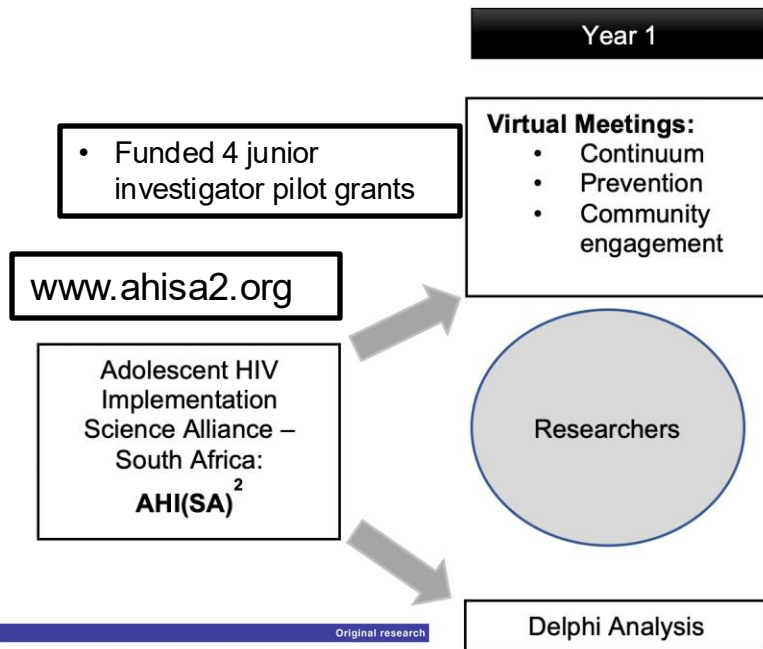 Year 1
• Funded 4 junior
investigator pilot grants
Virtual Meetings:
• Continuum
• Prevention
• Community
engagement
www.ahisa2.org
Adolescent HIV
Implementation
Science Alliance –
South Africa:
AHI(SA)²
Researchers
Original research
Delphi Analysis